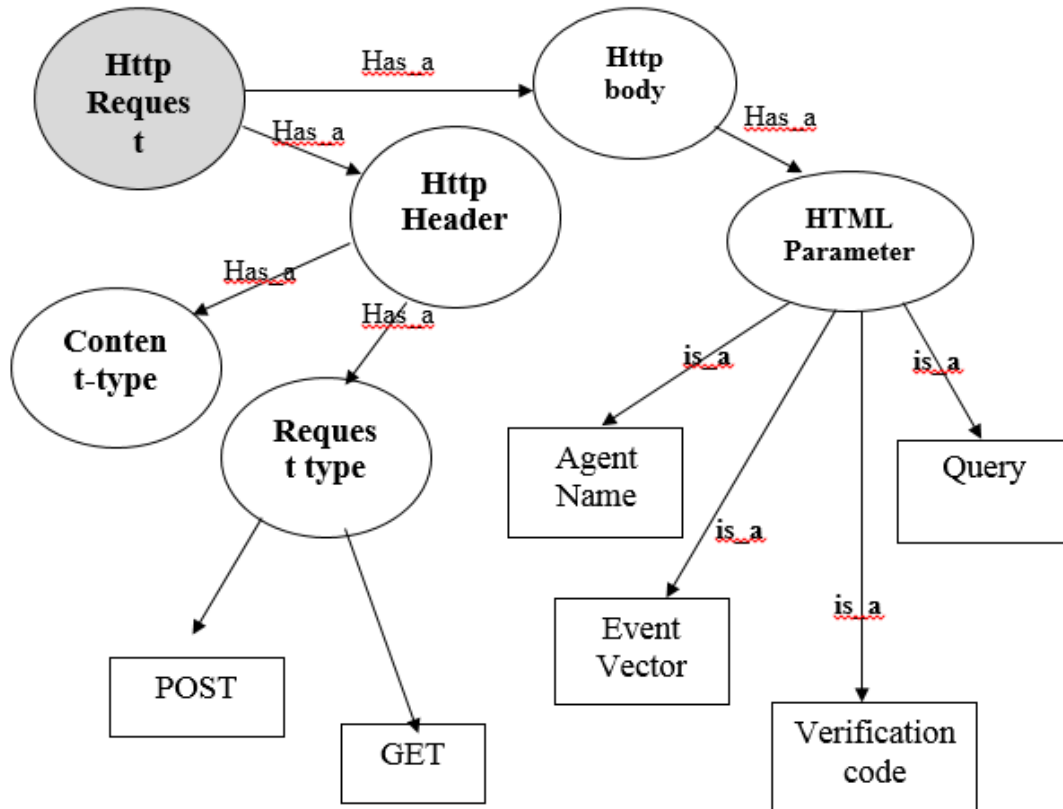 Http
Reques
t
Has_a
Http
body
Has_a
Has_a
Http
Header
HTML
Parameter
Has_a
Has_a
Conten
t-type
Reques
t type
is_a
is_a
Agent
Name
Query
is_a
is_a
Event
Vector
POST
GET
Verification
code